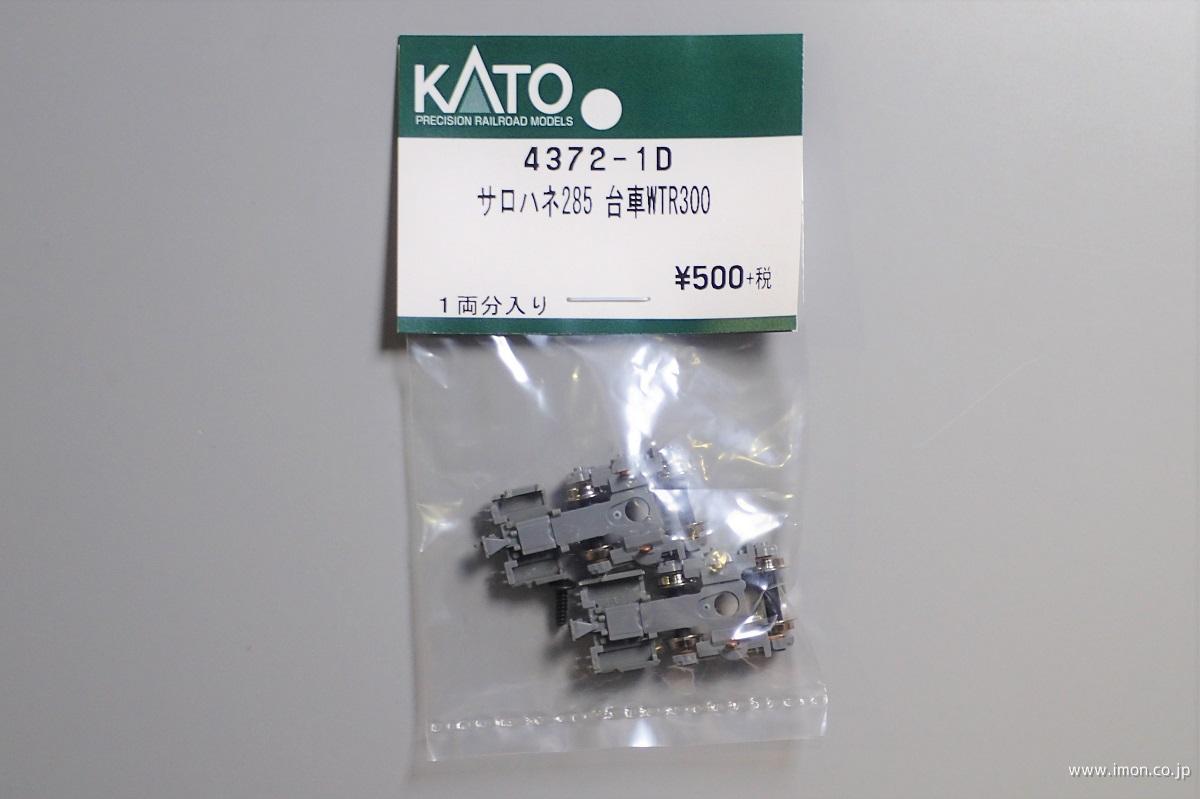 KATO
PRECISION RAILROAD MODELS
4372-1D
サロハネ285 台車WTR300
¥500+税
1両分入り
www.imon.co.jp